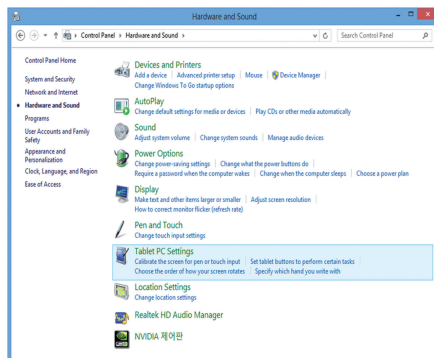 Hardware and Sound
Control Panel ▸ Hardware and Sound ▸
Search Control Panel
Control Panel Home
System and Security
Network and Internet
Hardware and Sound
Programs
User Accounts and Family
Safety
Appearance and
Personalization
Clock, Language, and Region
Ease of Access
Devices and Printers
Add a device | Advanced printer setup | Mouse | Device Manager |
Change Windows To Go startup options
AutoPlay
Change default settings for media or devices | Play CDs or other media automatically
Sound
Adjust system volume | Change system sounds | Manage audio devices
Power Options
Change power-saving settings | Change what the power buttons do |
Require a password when the computer wakes | Change when the computer sleeps | Choose a power plan
Display
Make text and other items larger or smaller | Adjust screen resolution |
How to correct monitor flicker (refresh rate)
Pen and Touch
Change touch input settings
Tablet PC Settings
Calibrate the screen for pen or touch input | Set tablet buttons to perform certain tasks |
Choose the order of how your screen rotates | Specify which hand you write with
Location Settings
Change location settings
Realtek HD Audio Manager
NVIDIA 제어판